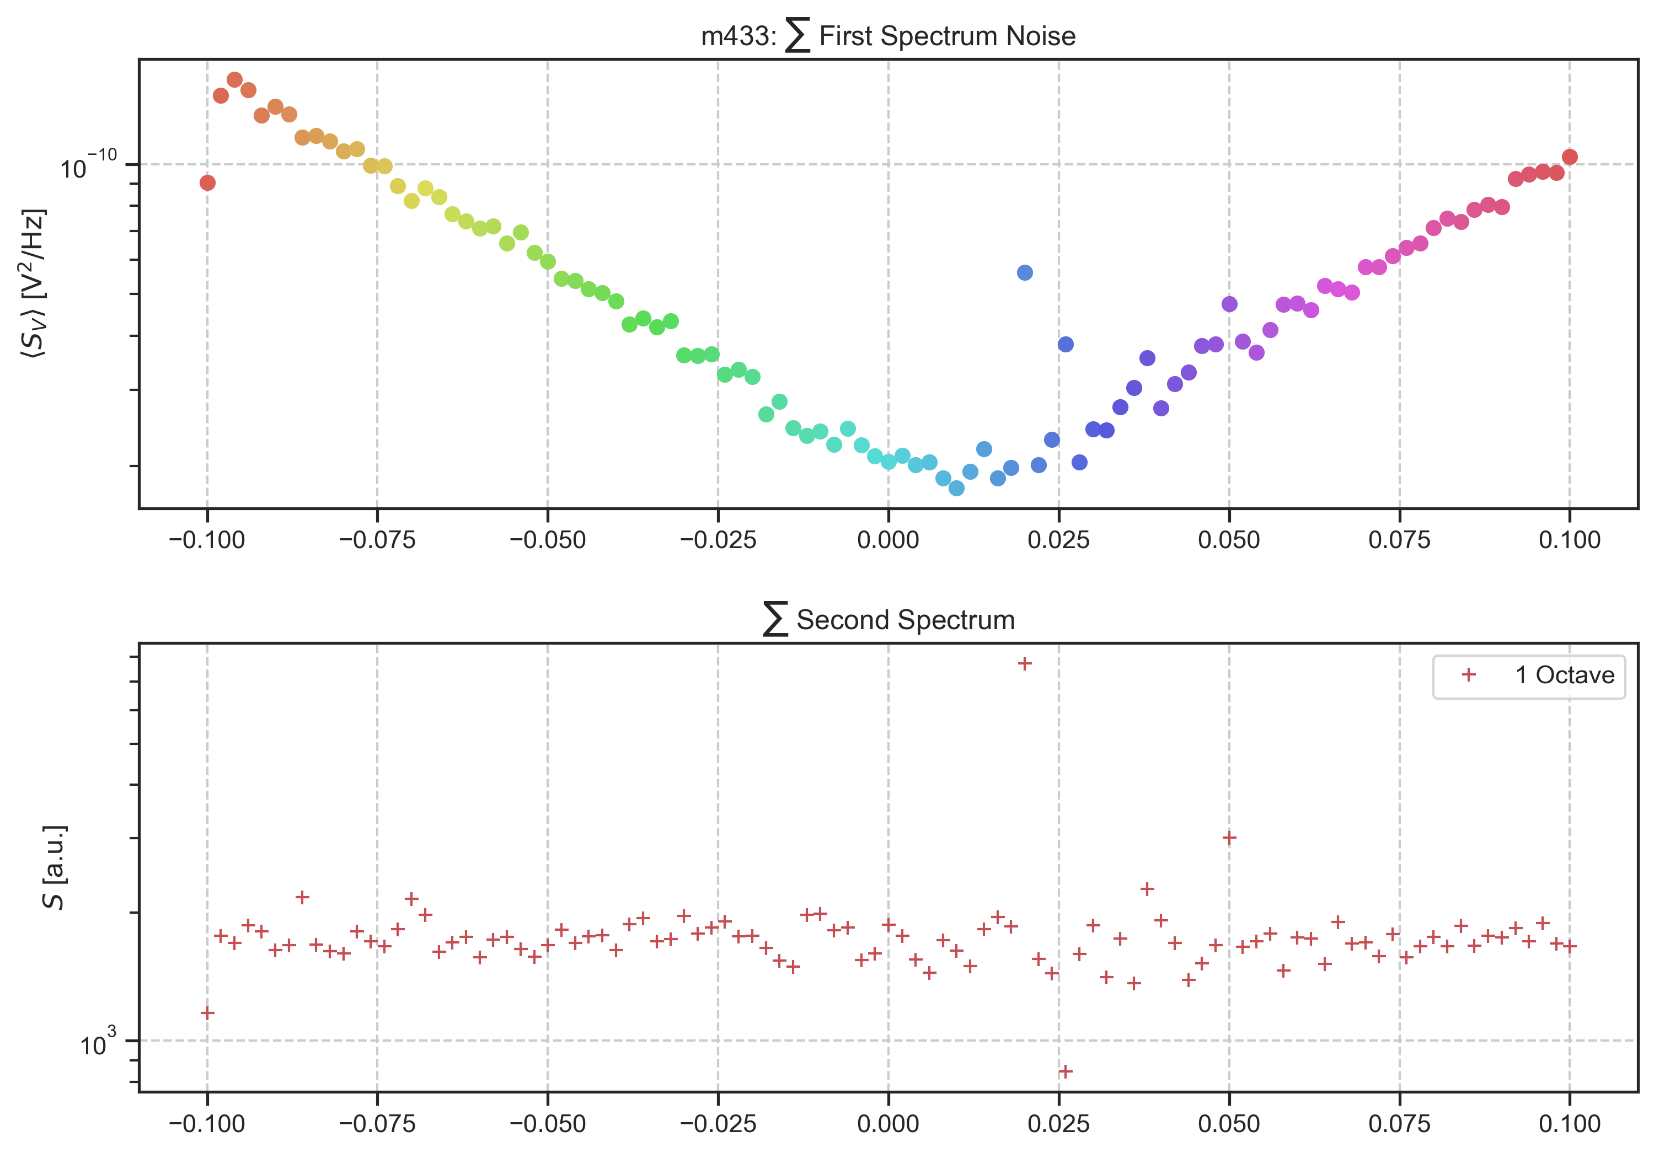 m433: ∑ First Spectrum Noise
⟨S_V⟩ [V²/Hz]
10⁻¹⁰
−0.100 −0.075 −0.050 −0.025 0.000 0.025 0.050 0.075 0.100
∑ Second Spectrum
S [a.u.]
1 Octave
10³
−0.100 −0.075 −0.050 −0.025 0.000 0.025 0.050 0.075 0.100